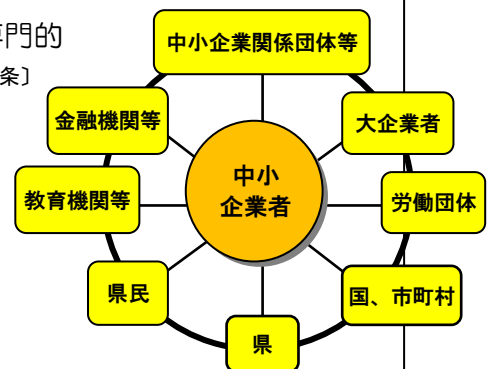 専門的
条〕
中小企業関係団体等
金融機関等
大企業者
中小
企業者
教育機関等
労働団体
県民
国、市町村
県